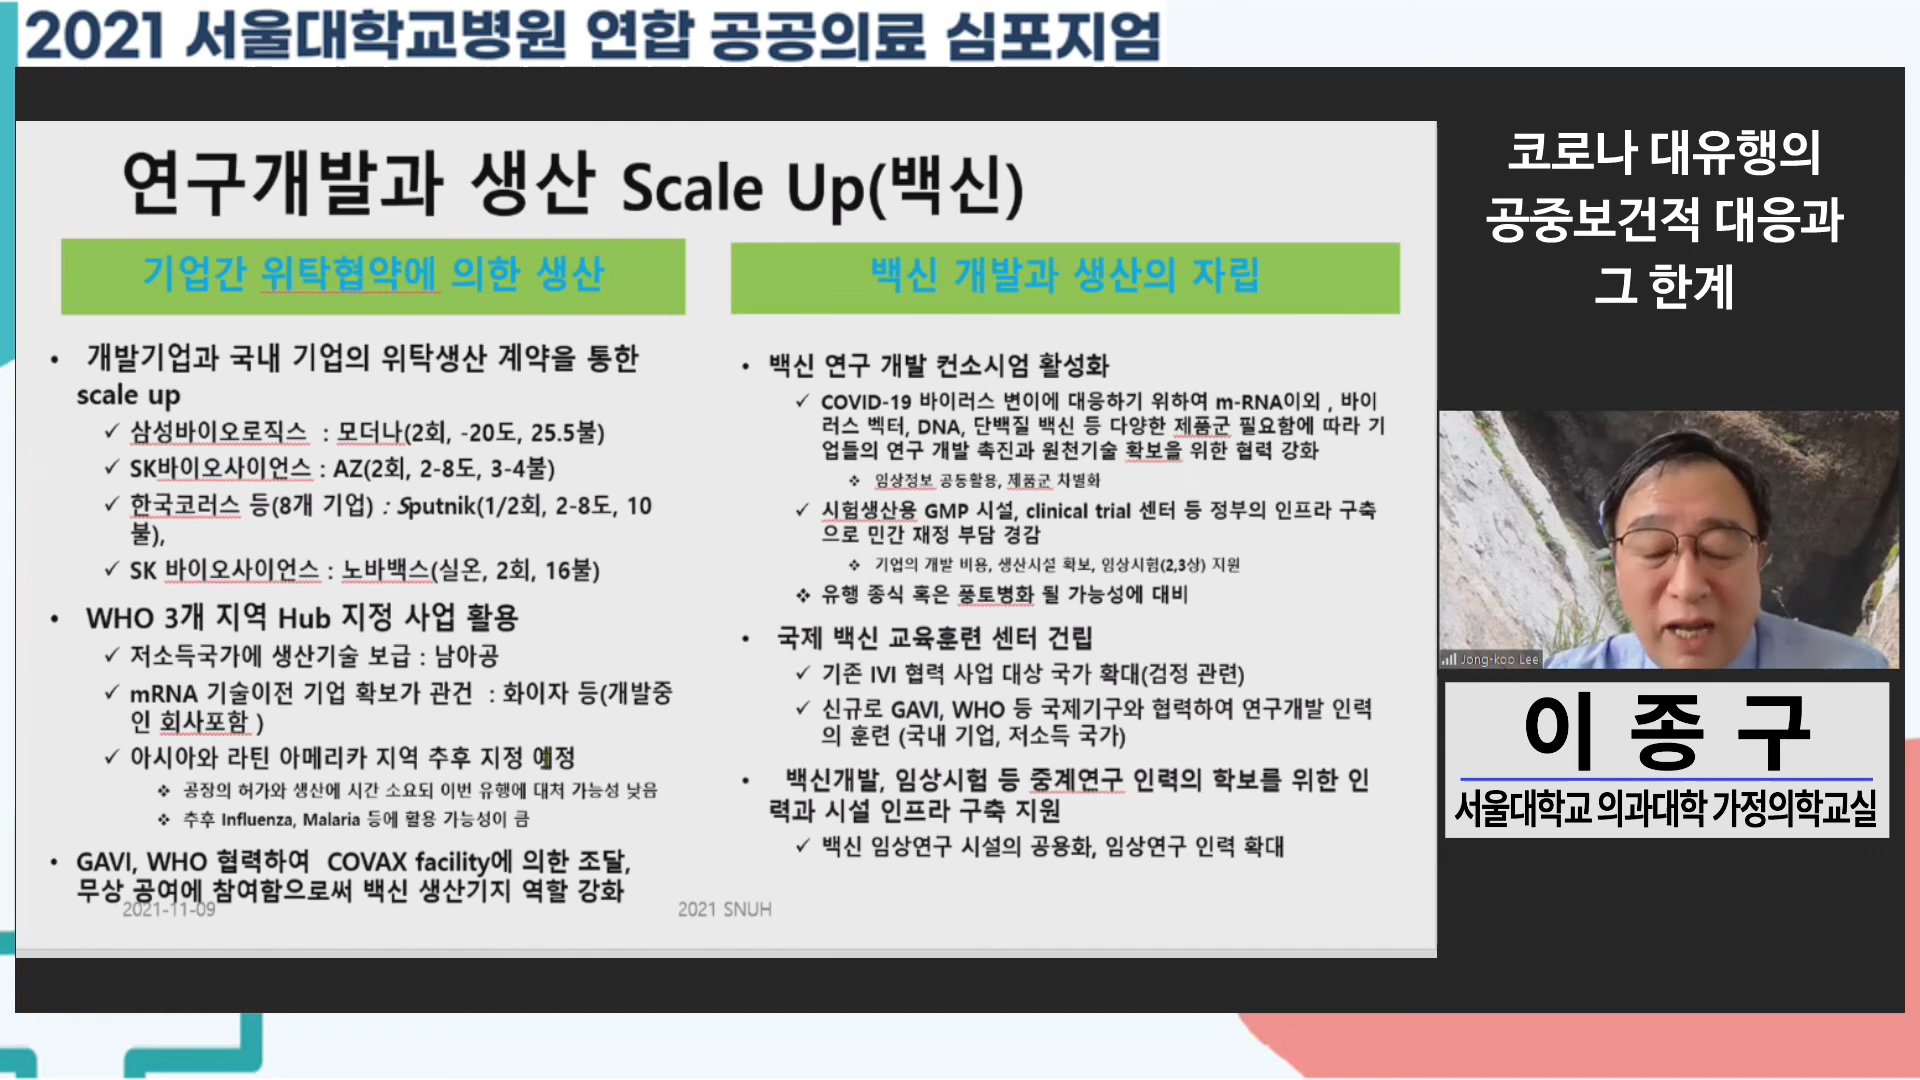 2021 서울대학교병원 연합 공공의료 심포지엄
연구개발과 생산 Scale Up(백신)
기업간 위탁협약에 의한 생산
• 개발기업과 국내 기업의 위탁생산 계약을 통한
scale up
✓ 삼성바이오로직스 : 모더나(2회, -20도, 25.5불)
✓ SK바이오사이언스 : AZ(2회, 2-8도, 3-4불)
✓ 한국코러스 등(8개 기업) : Sputnik(1/2회, 2-8도, 10
불),
✓ SK 바이오사이언스 : 노바백스(실온, 2회, 16불)
• WHO 3개 지역 Hub 지정 사업 활용
✓ 저소득국가에 생산기술 보급 : 남아공
✓ mRNA 기술이전 기업 확보가 관건 : 화이자 등(개발중
인 회사포함 )
✓ 아시아와 라틴 아메리카 지역 추후 지정 예정
❖ 공장의 허가와 생산에 시간 소요되 이번 유행에 대처 가능성 낮음
❖ 추후 Influenza, Malaria 등에 활용 가능성이 큼
• GAVI, WHO 협력하여 COVAX facility에 의한 조달,
무상 공여에 참여함으로써 백신 생산기지 역할 강화
2021-11-09
2021 SNUH
백신 개발과 생산의 자립
• 백신 연구 개발 컨소시엄 활성화
✓ COVID-19 바이러스 변이에 대응하기 위하여 m-RNA이외 , 바이
러스 벡터, DNA, 단백질 백신 등 다양한 제품군 필요함에 따라 기
업들의 연구 개발 촉진과 원천기술 확보을 위한 협력 강화
❖ 임상정보 공동활용, 제품군 차별화
✓ 시험생산용 GMP 시설, clinical trial 센터 등 정부의 인프라 구축
으로 민간 재정 부담 경감
❖ 기업의 개발 비용, 생산시설 확보, 임상시험(2,3상) 지원
❖ 유행 종식 혹은 풍토병화 될 가능성에 대비
• 국제 백신 교육훈련 센터 건립
✓ 기존 IVI 협력 사업 대상 국가 확대(검정 관련)
✓ 신규로 GAVI, WHO 등 국제기구와 협력하여 연구개발 인력
의 훈련 (국내 기업, 저소득 국가)
• 백신개발, 임상시험 등 중계연구 인력의 학보를 위한 인
력과 시설 인프라 구축 지원
✓ 백신 임상연구 시설의 공용화, 임상연구 인력 확대
코로나 대유행의
공중보건적 대응과
그 한계
Jong-koo Lee
이 종 구
서울대학교 의과대학 가정의학교실